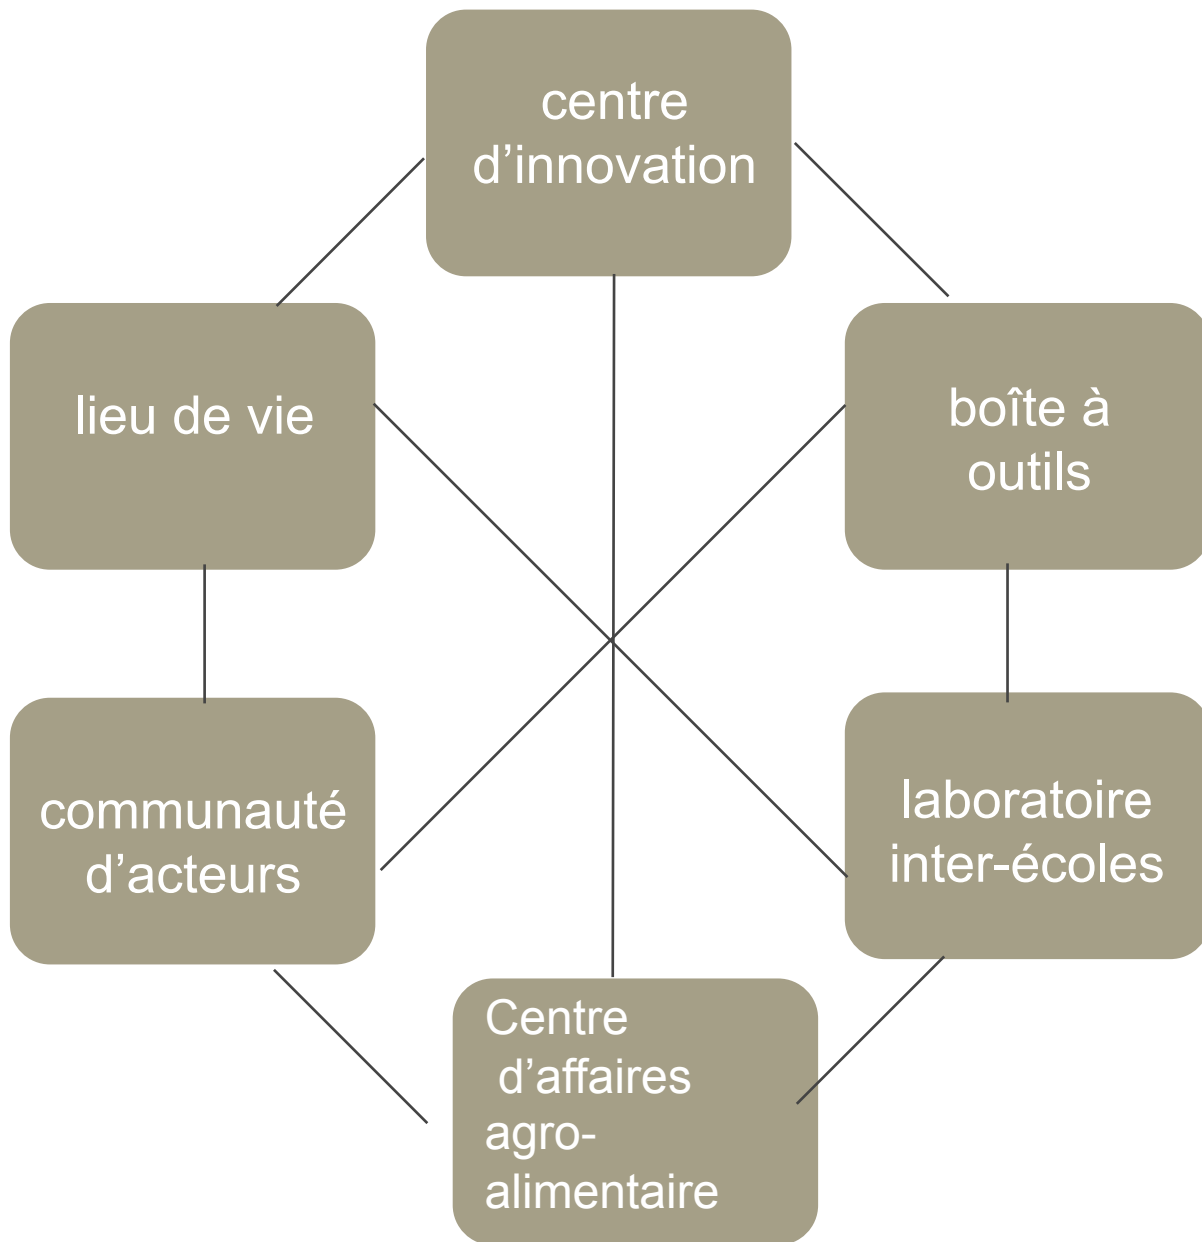 centre
d’innovation
lieu de vie
boîte à
outils
communauté
d’acteurs
laboratoire
inter-écoles
Centre
d’affaires
agro-
alimentaire